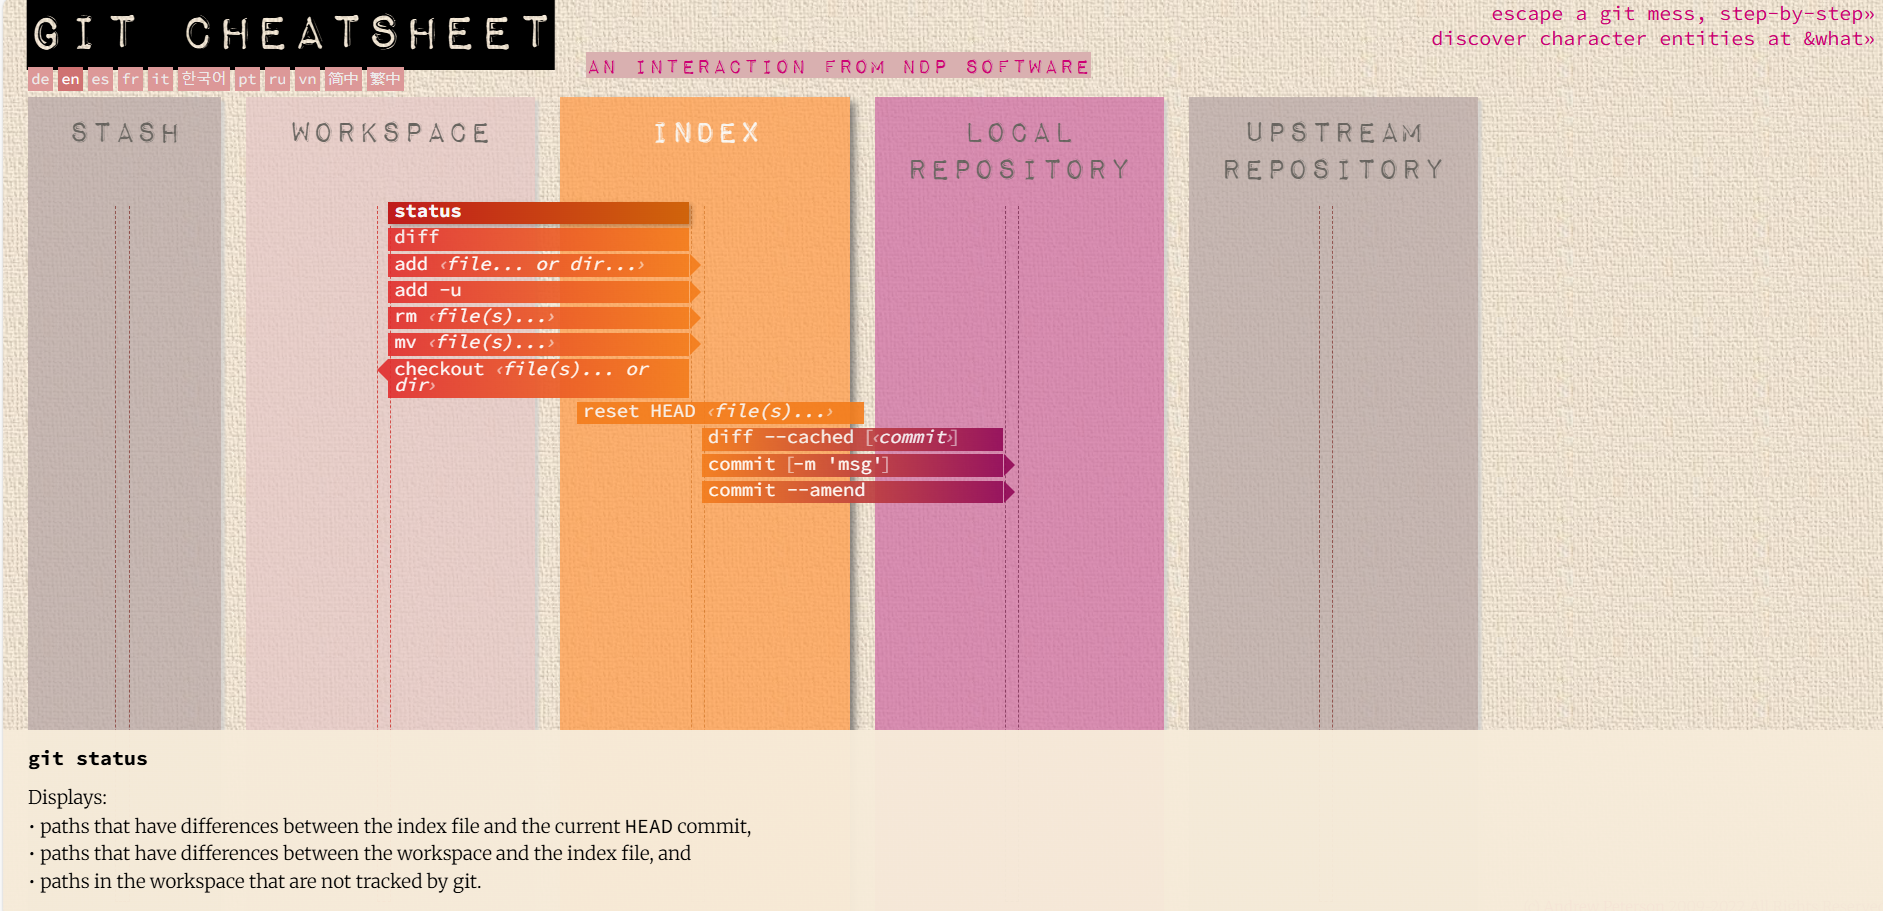 GIT CHEATSHEET
escape a git mess, step-by-step»
discover character entities at &what»
AN INTERACTION FROM NDP SOFTWARE
de en es fr it 한국어 pt ru vn 简中 繁中
STASH
WORKSPACE
INDEX
LOCAL
REPOSITORY
UPSTREAM
REPOSITORY
status
diff
add ‹file... or dir...›
add -u
rm ‹file(s)...›
mv ‹file(s)...›
checkout ‹file(s)... or
dir›
reset HEAD ‹file(s)...›
diff --cached [‹commit›]
commit [-m 'msg']
commit --amend
git status
Displays:
• paths that have differences between the index file and the current HEAD commit,
• paths that have differences between the workspace and the index file, and
• paths in the workspace that are not tracked by git.